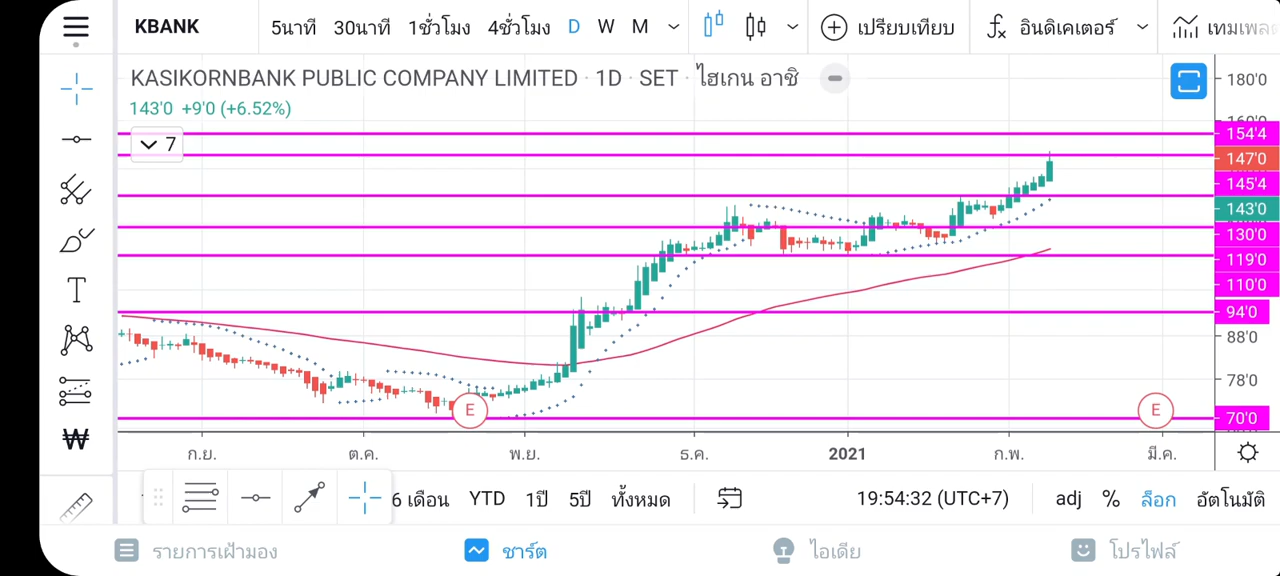 KBANK 5นาที 30นาที 1ชั่วโมง 4ชั่วโมง D W M เปรียบเทียบ อินดิเคเตอร์
KASIKORNBANK PUBLIC COMPANY LIMITED · 1D · SET · ไฮเกน อาชิ
143'0 +9'0 (+6.52%)
7
180'0
154'4
147'0
145'4
143'0
130'0
119'0
110'0
94'0
88'0
78'0
70'0
E E
ก.ย. ต.ค. พ.ย. ธ.ค. 2021 ก.พ. มี.ค.
6 เดือน YTD 1ปี 5ปี ทั้งหมด 19:54:32 (UTC+7) adj % ล็อก อัตโนมัติ
รายการเฝ้ามอง ชาร์ต ไอเดีย โปรไฟล์